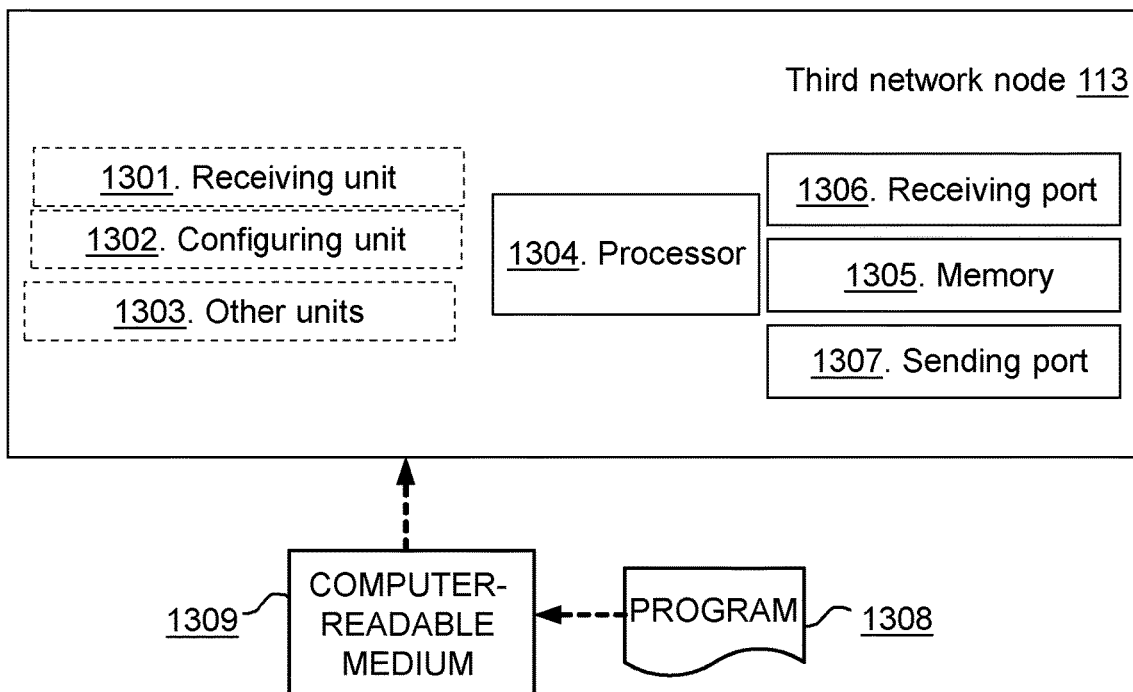 Third network node 113
1301. Receiving unit
1302. Configuring unit
1303. Other units
1304. Processor
1306. Receiving port
1305. Memory
1307. Sending port
COMPUTER-
READABLE
MEDIUM
1309
PROGRAM
1308